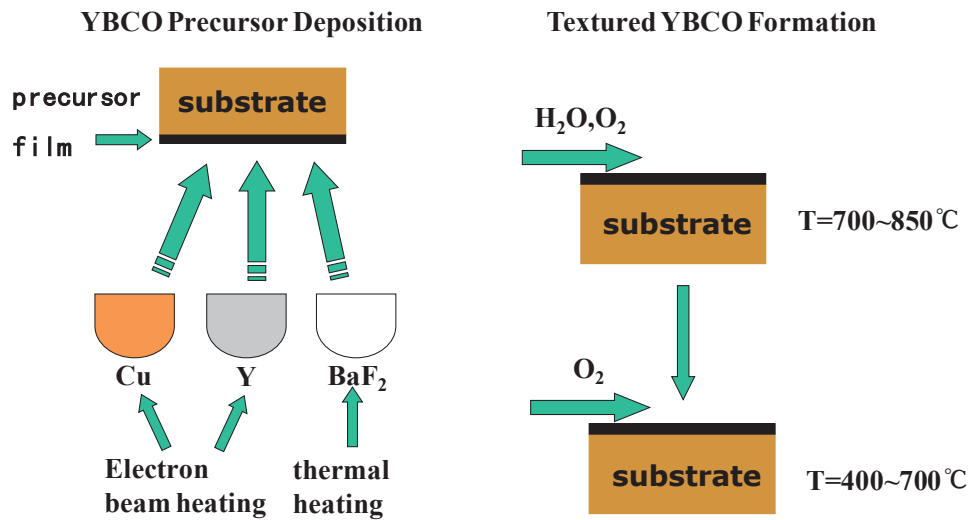 YBCO Precursor Deposition
precursor
film
substrate
Cu
Y
BaF₂
Electron
beam heating
thermal
heating
Textured YBCO Formation
H₂O,O₂
substrate
T=700~850℃
O₂
substrate
T=400~700℃